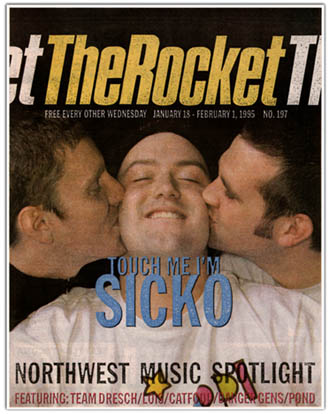 et TheRocket Th
FREE EVERY OTHER WEDNESDAY JANUARY 18 - FEBRUARY 1, 1995 NO. 197
TOUCH ME I'M
SICKO
NORTHWEST MUSIC SPOTLIGHT
FEATURING: TEAM DRESCH/LOIS/CATFOOD/ GENS/POND